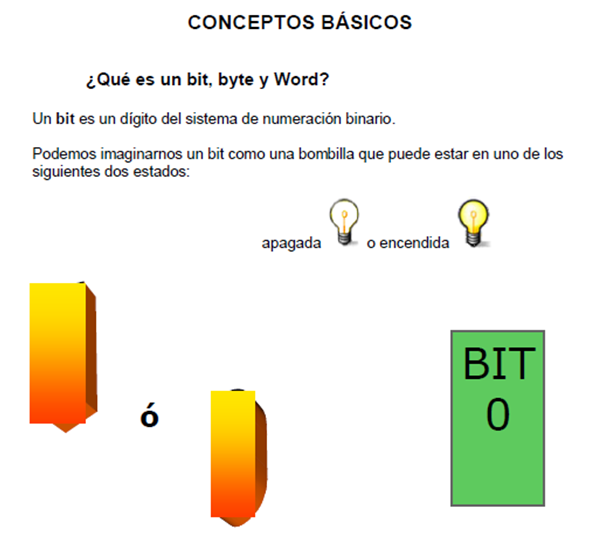 CONCEPTOS BÁSICOS
¿Qué es un bit, byte y Word?
Un bit es un dígito del sistema de numeración binario.
Podemos imaginarnos un bit como una bombilla que puede estar en uno de los
siguientes dos estados:
apagada o encendida
ó
BIT
0